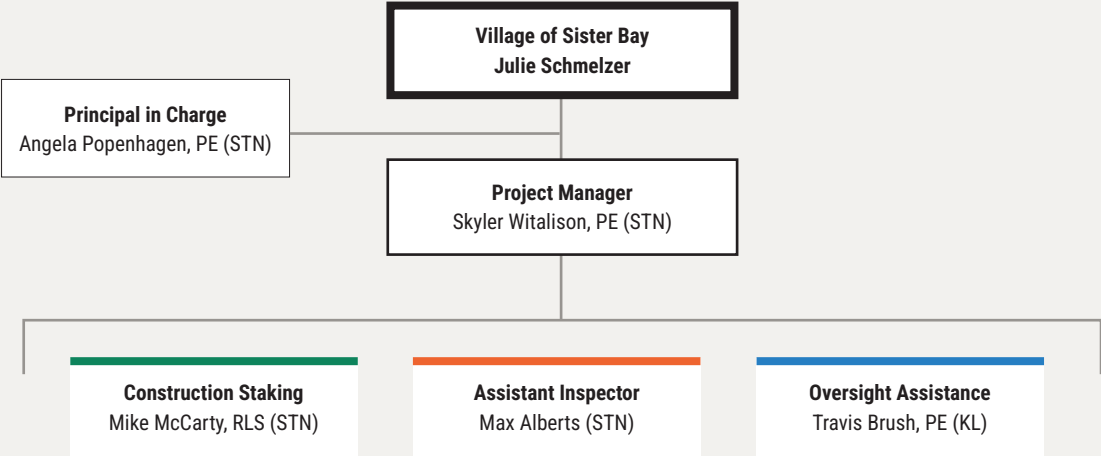 Village of Sister Bay
Julie Schmelzer
Principal in Charge
Angela Popenhagen, PE (STN)
Project Manager
Skyler Witalison, PE (STN)
Construction Staking
Mike McCarty, RLS (STN)
Assistant Inspector
Max Alberts (STN)
Oversight Assistance
Travis Brush, PE (KL)